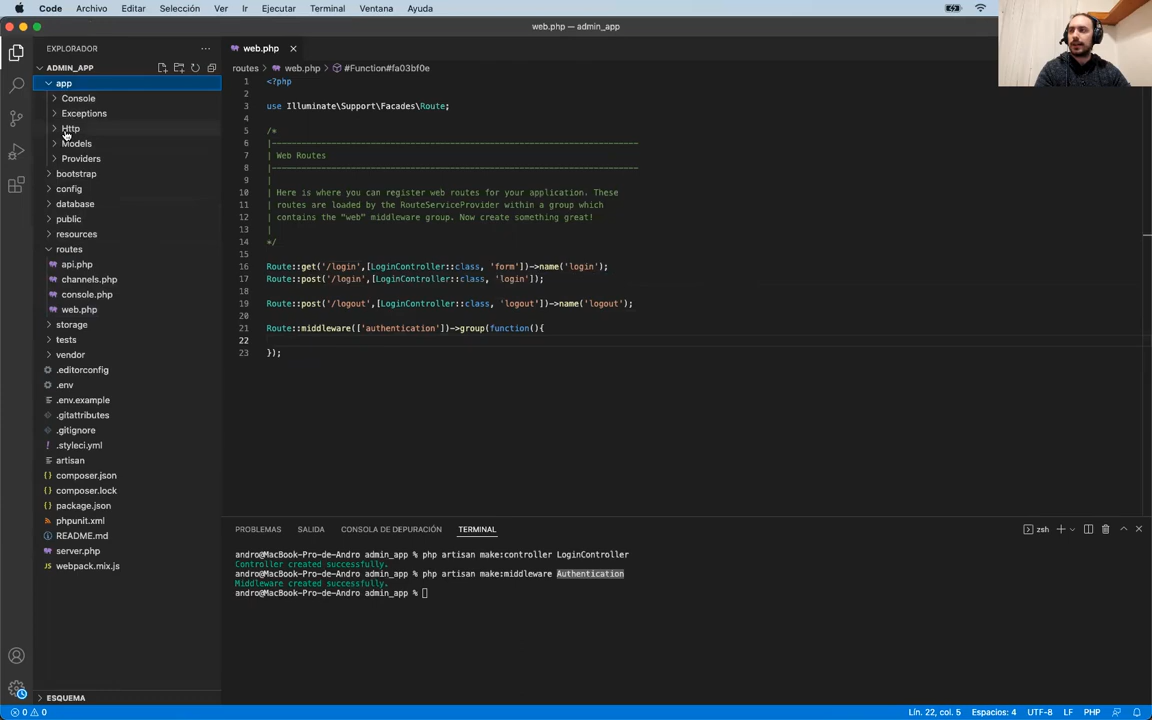 Code Archivo Editar Selección Ver Ir Ejecutar Terminal Ventana Ayuda
web.php — admin_app
EXPLORADOR
ADMIN_APP
app
Console
Exceptions
Http
Models
Providers
bootstrap
config
database
public
resources
routes
api.php
channels.php
console.php
web.php
storage
tests
vendor
.editorconfig
.env
.env.example
.gitattributes
.gitignore
.styleci.yml
artisan
composer.json
composer.lock
package.json
phpunit.xml
README.md
server.php
webpack.mix.js
ESQUEMA
web.php
routes > web.php > #Function#fa03bf0e
1 <?php
2
3 use Illuminate\Support\Facades\Route;
4
5 /*
6 |--------------------------------------------------------------------------
7 | Web Routes
8 |--------------------------------------------------------------------------
9 |
10 | Here is where you can register web routes for your application. These
11 | routes are loaded by the RouteServiceProvider within a group which
12 | contains the "web" middleware group. Now create something great!
13 |
14 */
15
16 Route::get('/login',[LoginController::class, 'form'])->name('login');
17 Route::post('/login',[LoginController::class, 'login']);
18
19 Route::post('/logout',[LoginController::class, 'logout'])->name('logout');
20
21 Route::middleware(['authentication'])->group(function(){
22
23 });
PROBLEMAS SALIDA CONSOLA DE DEPURACIÓN TERMINAL
zsh
andro@MacBook-Pro-de-Andro admin_app % php artisan make:controller LoginController
Controller created successfully.
andro@MacBook-Pro-de-Andro admin_app % php artisan make:middleware Authentication
Middleware created successfully.
andro@MacBook-Pro-de-Andro admin_app %
0 0 Lín. 22, col. 5 Espacios: 4 UTF-8 LF PHP